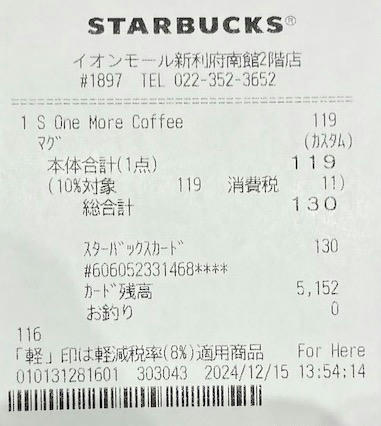 STARBUCKS®
イオンモール新利府南館2階店
#1897 TEL 022-352-3652
1 S One More Coffee 119
マグ (カスタム)
本体合計(1点) 119
(10%対象 119 消費税 11)
総合計 130
スターバックスカード 130
#606052331468****
カード残高 5,152
お釣り 0
116
「軽」印は軽減税率(8%)適用商品 For Here
010131281601 303043 2024/12/15 13:54:14